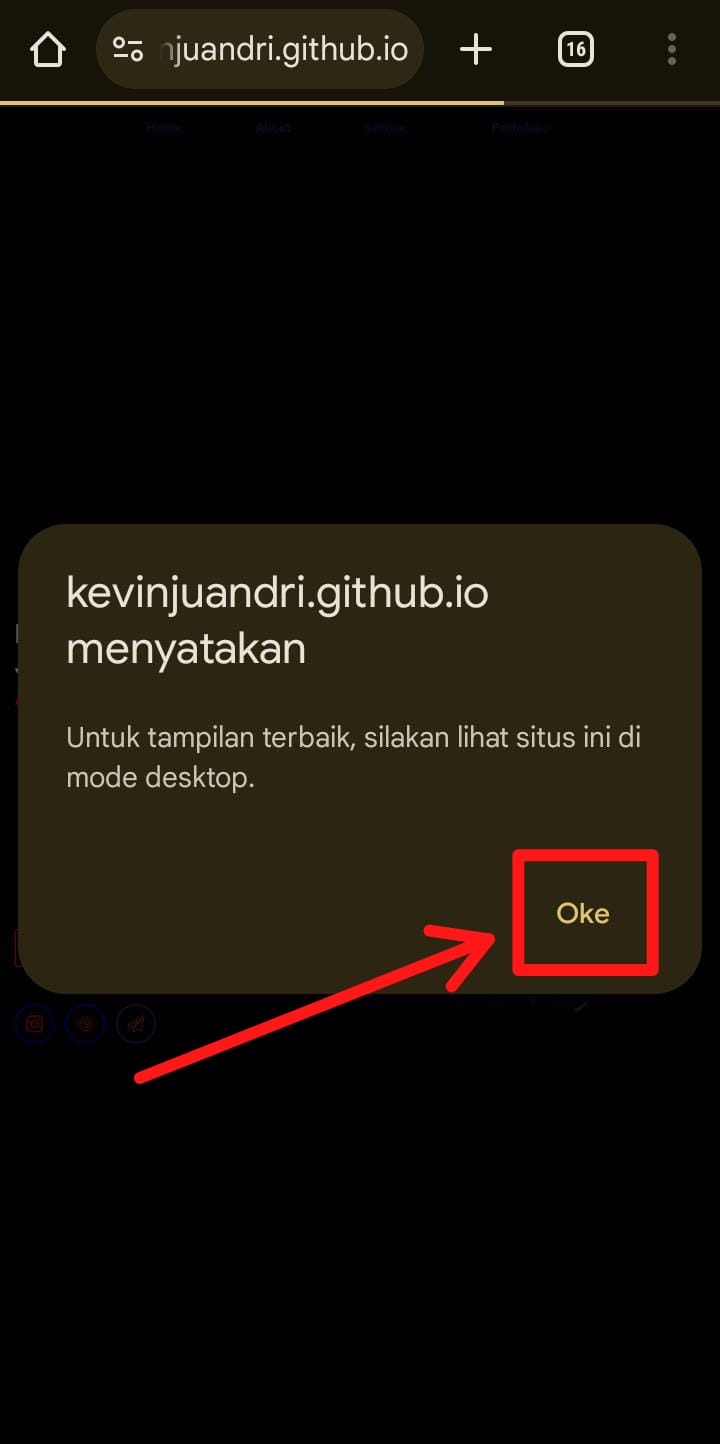 njuandri.github.io
16
Home About Service Portofolio
kevinjuandri.github.io
menyatakan
Untuk tampilan terbaik, silakan lihat situs ini di
mode desktop.
Oke